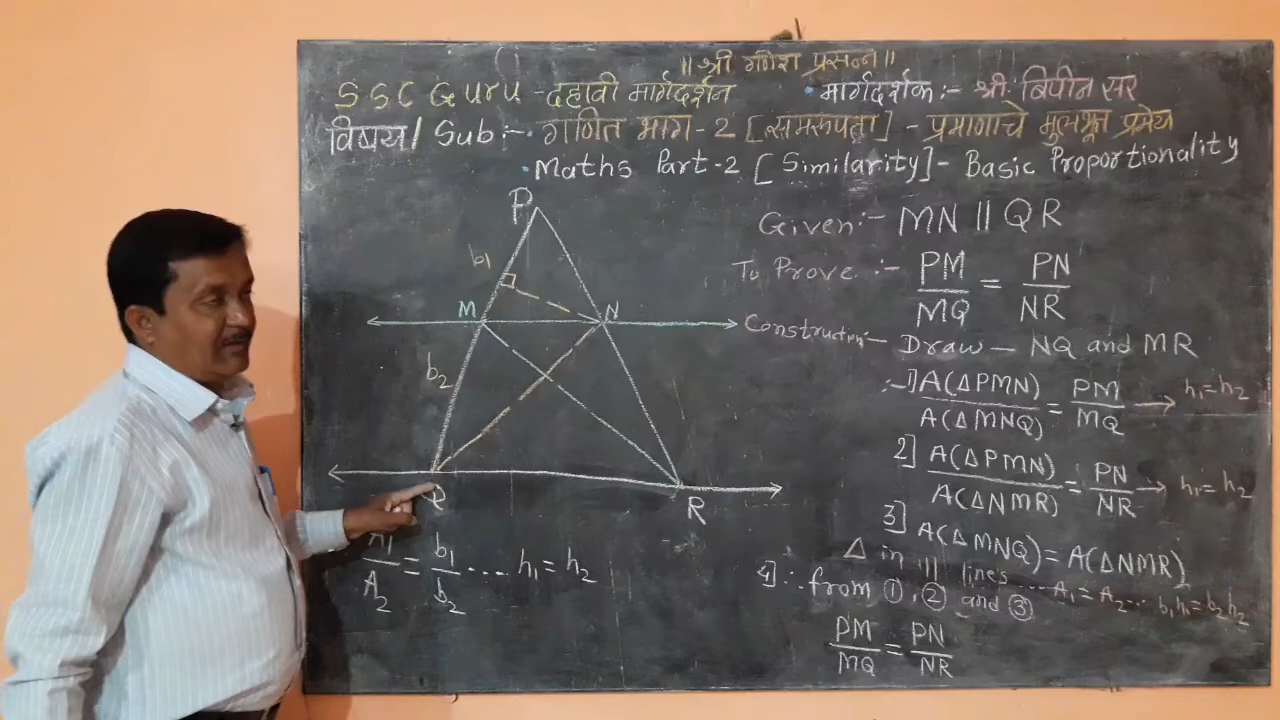 ॥ श्री गणेश प्रसन्न ॥
SSC Guru - दहावी मार्गदर्शन • मार्गदर्शक :- श्री. बिपीन सर
विषय / Sub :- • गणित भाग - 2 [समरूपता] - प्रमाणाचे मुलभूत प्रमेय
• Maths Part-2 [Similarity] - Basic Proportionality
P
Given :- MN || QR
b₁
To Prove :- PM/MQ = PN/NR
M N
Construction :- Draw - NQ and MR
b₂
:- 1] A(ΔPMN)/A(ΔMNQ) = PM/MQ → h₁=h₂
2] A(ΔPMN)/A(ΔNMR) = PN/NR → h₁=h₂
Q R
3] A(ΔMNQ) = A(ΔNMR)
Δ in ||| lines ... A₁ = A₂ ... b₁h₁ = b₂h₂
A₁/A₂ = b₁/b₂ .... h₁ = h₂
4] ∴ from ①, ② and ③
PM/MQ = PN/NR